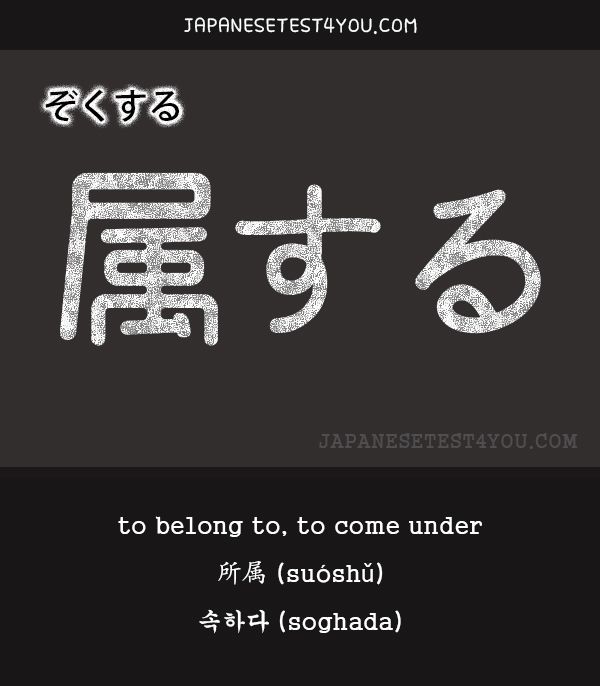 JAPANESETEST4YOU.COM
ぞくする
属する
JAPANESETEST4YOU.COM
to belong to, to come under
所属 (suóshǔ)
속하다 (soghada)